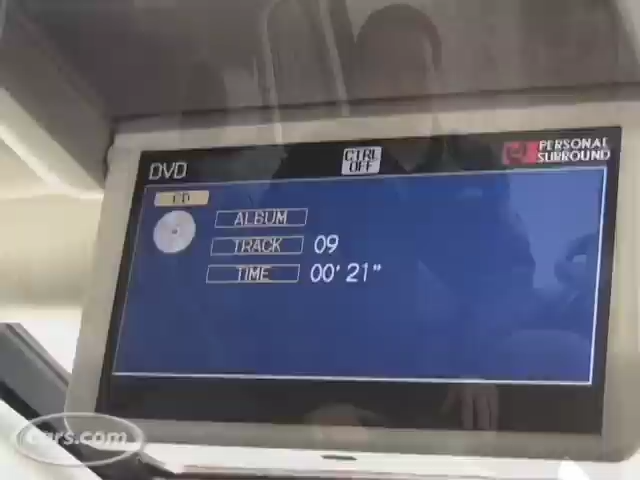 DVD
CTRL
OFF
PERSONAL
SURROUND
CD
ALBUM
TRACK 09
TIME 00' 21"
cars.com